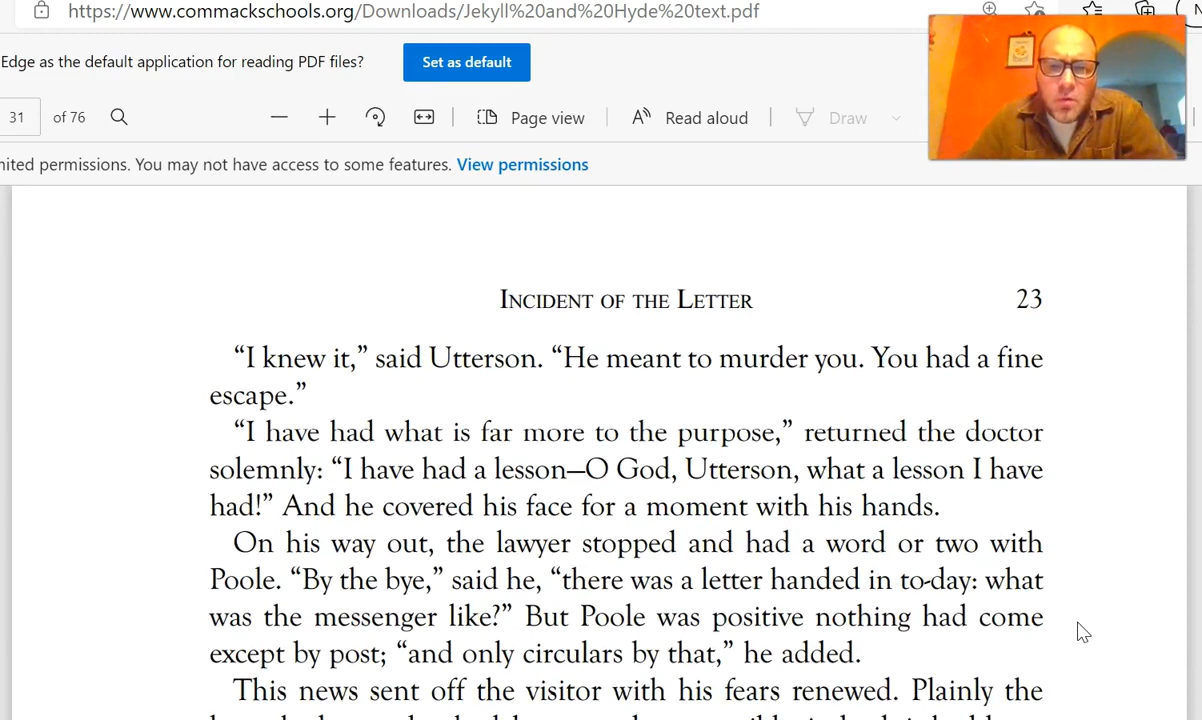 https://www.commackschools.org/Downloads/Jekyll%20and%20Hyde%20text.pdf
Edge as the default application for reading PDF files?
Set as default
31 of 76
Page view
Read aloud
Draw
permissions. You may not have access to some features. View permissions
INCIDENT OF THE LETTER 23
“I knew it,” said Utterson. “He meant to murder you. You had a fine
escape.”
“I have had what is far more to the purpose,” returned the doctor
solemnly: “I have had a lesson—O God, Utterson, what a lesson I have
had!” And he covered his face for a moment with his hands.
On his way out, the lawyer stopped and had a word or two with
Poole. “By the bye,” said he, “there was a letter handed in to-day: what
was the messenger like?” But Poole was positive nothing had come
except by post; “and only circulars by that,” he added.
This news sent off the visitor with his fears renewed. Plainly the